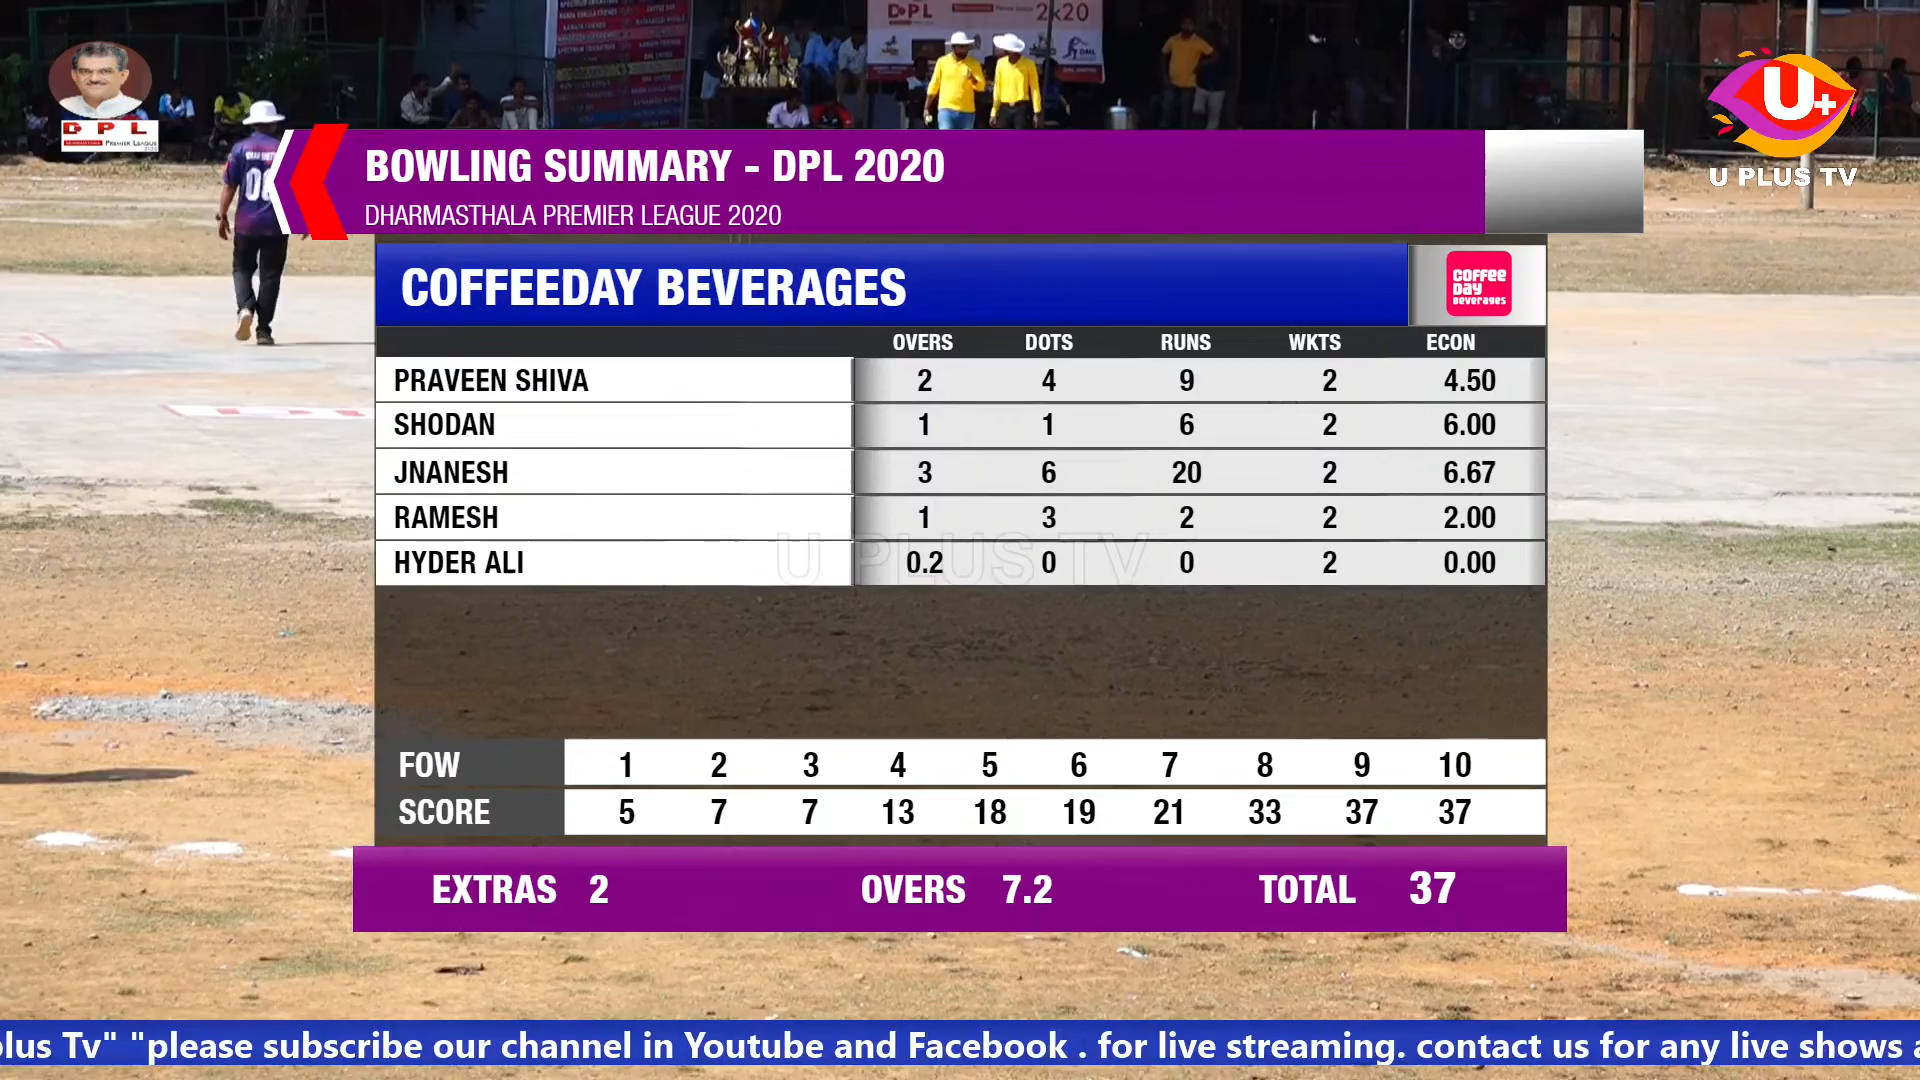 DPL
2x20
DPL
PREMIER LEAGUE
U+
U PLUS TV
BOWLING SUMMARY - DPL 2020
DHARMASTHALA PREMIER LEAGUE 2020
COFFEEDAY BEVERAGES
COFFEE
DAY
Beverages
OVERS DOTS RUNS WKTS ECON
PRAVEEN SHIVA 2 4 9 2 4.50
SHODAN 1 1 6 2 6.00
JNANESH 3 6 20 2 6.67
RAMESH 1 3 2 2 2.00
HYDER ALI 0.2 0 0 2 0.00
U PLUS TV
FOW 1 2 3 4 5 6 7 8 9 10
SCORE 5 7 7 13 18 19 21 33 37 37
EXTRAS 2 OVERS 7.2 TOTAL 37
plus Tv" "please subscribe our channel in Youtube and Facebook . for live streaming. contact us for any live shows a